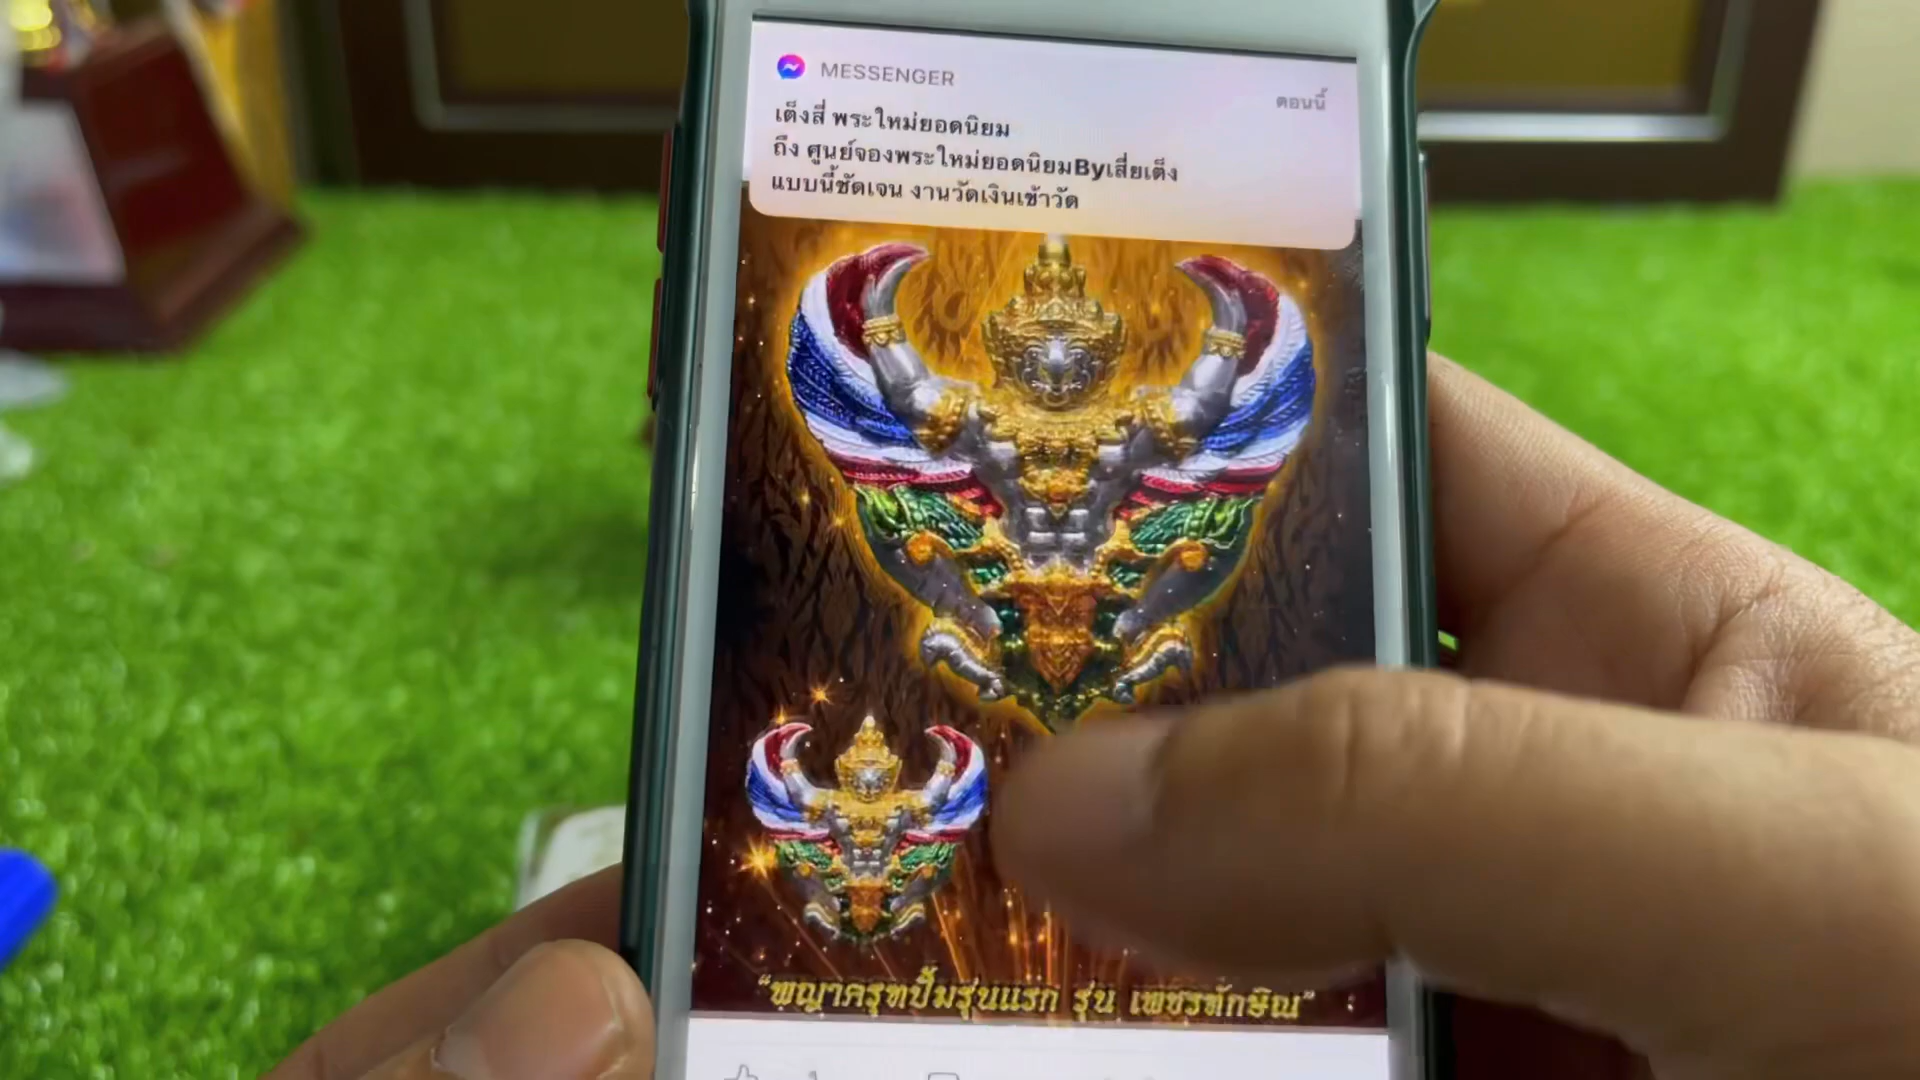 MESSENGER
ตอนนี้
เต็งสี่ พระใหม่ยอดนิยม
ถึง ศูนย์จองพระใหม่ยอดนิยมByเสี่ยเต็ง
แบบนี้ชัดเจน งานวัดเงินเข้าวัด
"พญาครุฑปั๊มรุ่นแรก รุ่น เพชรทักษิณ"